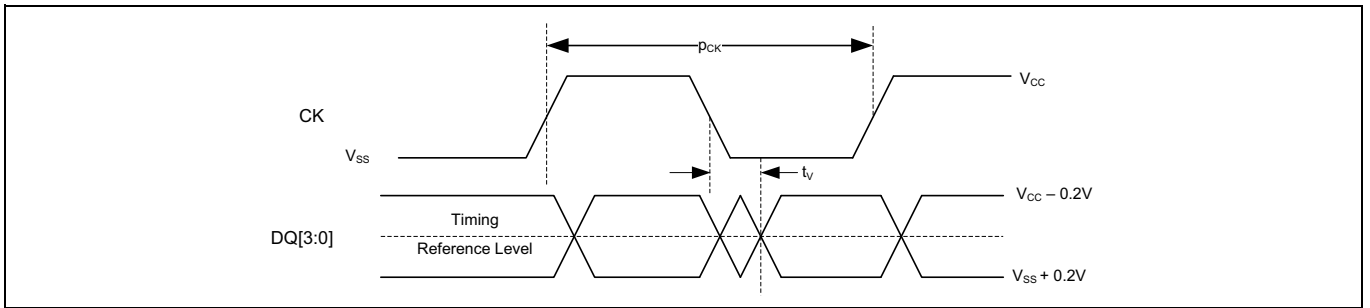 pCK
VCC
CK
VSS
tV
VCC – 0.2V
Timing
DQ[3:0]
Reference Level
VSS + 0.2V